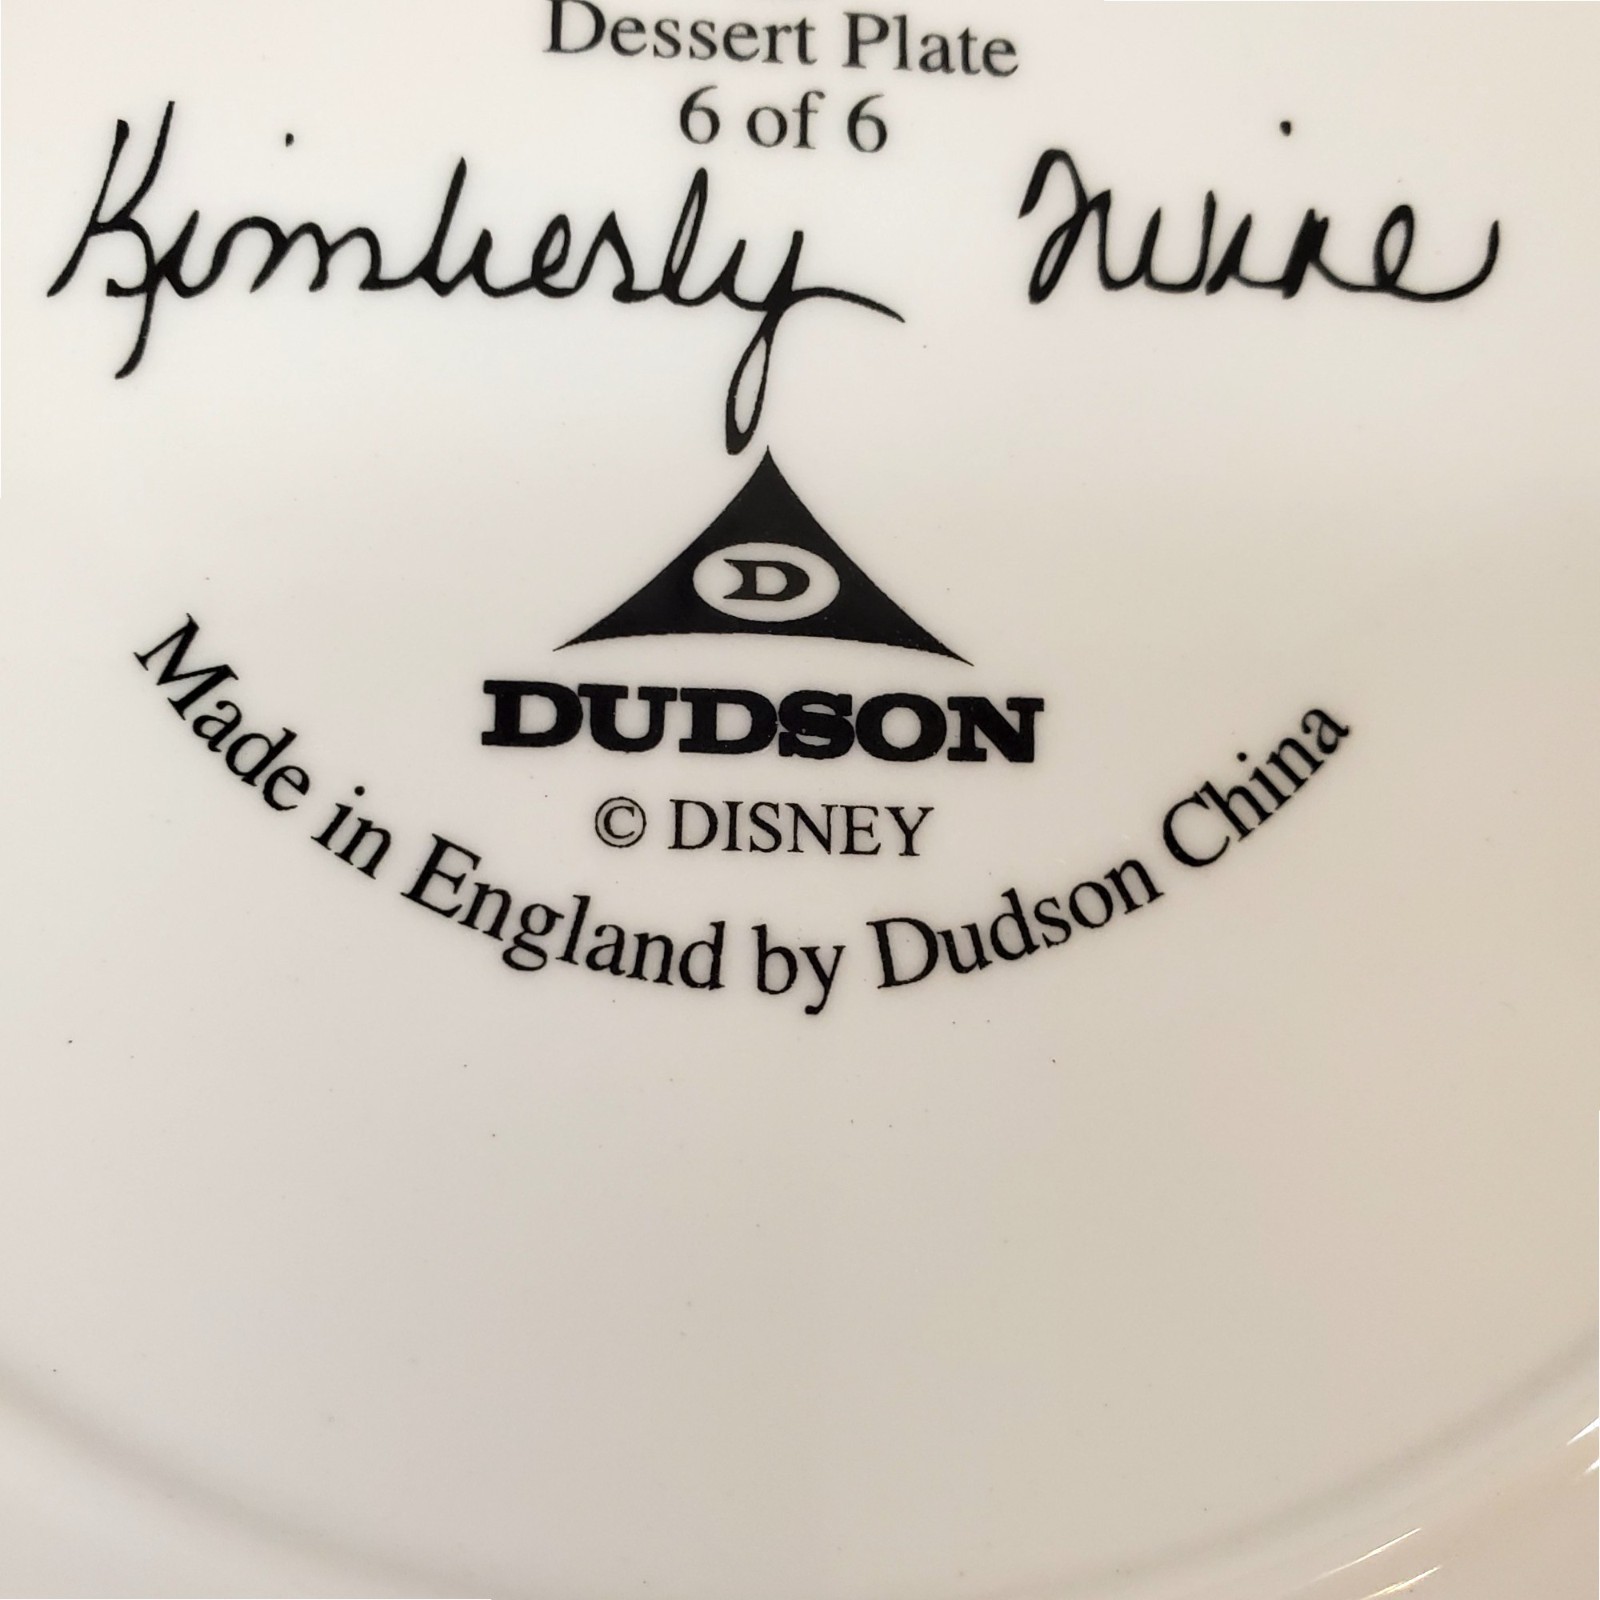 Dessert Plate
6 of 6
Kimberly Irvine
D
DUDSON
© DISNEY
Made in England by Dudson China